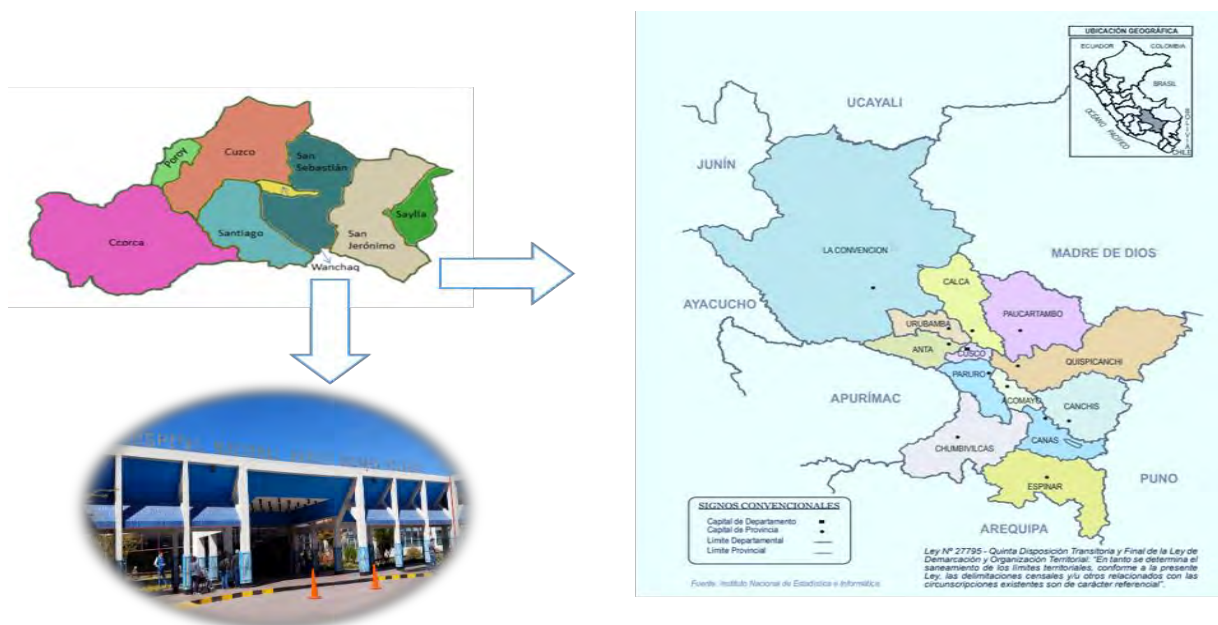 Poroy
Cuzco
San
Sebastián
Ccorca
Santiago
San
Jerónimo
Saylla
Wanchaq
HOSPITAL NACIONAL
UBICACIÓN GEOGRÁFICA
ECUADOR
COLOMBIA
BRASIL
BOLIVIA
OCÉANO PACÍFICO
CHILE
UCAYALI
JUNÍN
MADRE DE DIOS
LA CONVENCION
CALCA
PAUCARTAMBO
AYACUCHO
URUBAMBA
ANTA
CUSCO
QUISPICANCHI
PARURO
ACOMAYO
CANCHIS
APURÍMAC
CHUMBIVILCAS
CANAS
ESPINAR
PUNO
AREQUIPA
SIGNOS CONVENCIONALES
Capital de Departamento
Capital de Provincia
Límite Departamental
Límite Provincial
Fuente: Instituto Nacional de Estadística e Informática.
Ley Nº 27795 - Quinta Disposición Transitoria y Final de la Ley de
Demarcación y Organización Territorial: "En tanto se determina el
saneamiento de los límites territoriales, conforme a la presente
Ley, las delimitaciones censales y/u otros relacionados con las
circunscripciones existentes son de carácter referencial".